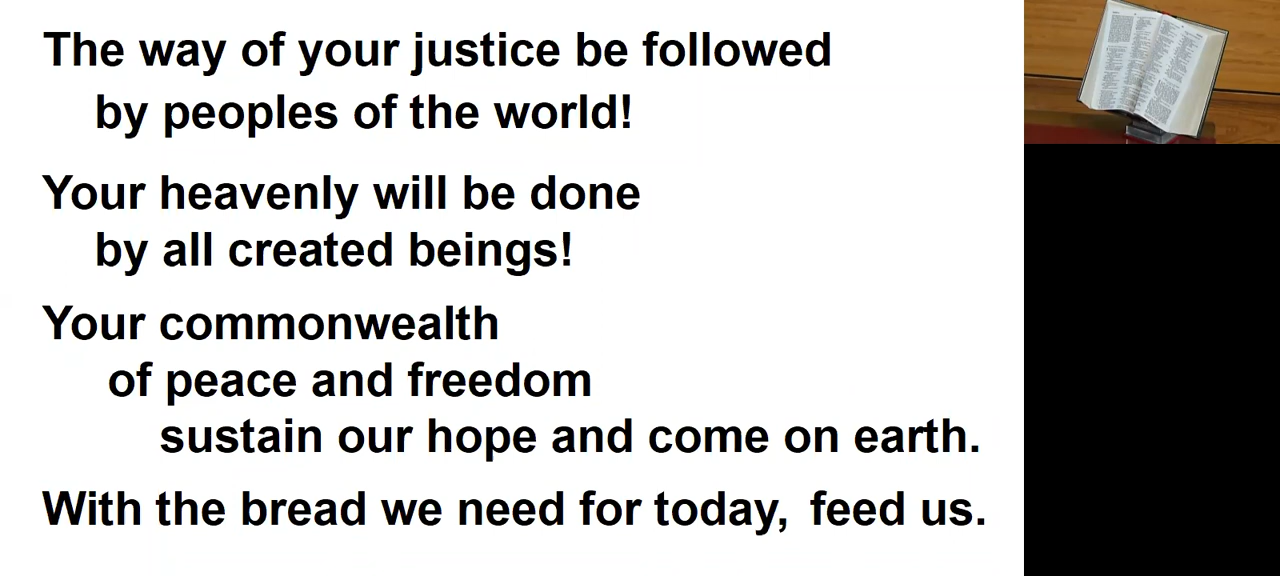 The way of your justice be followed
by peoples of the world!
Your heavenly will be done
by all created beings!
Your commonwealth
of peace and freedom
sustain our hope and come on earth.
With the bread we need for today, feed us.